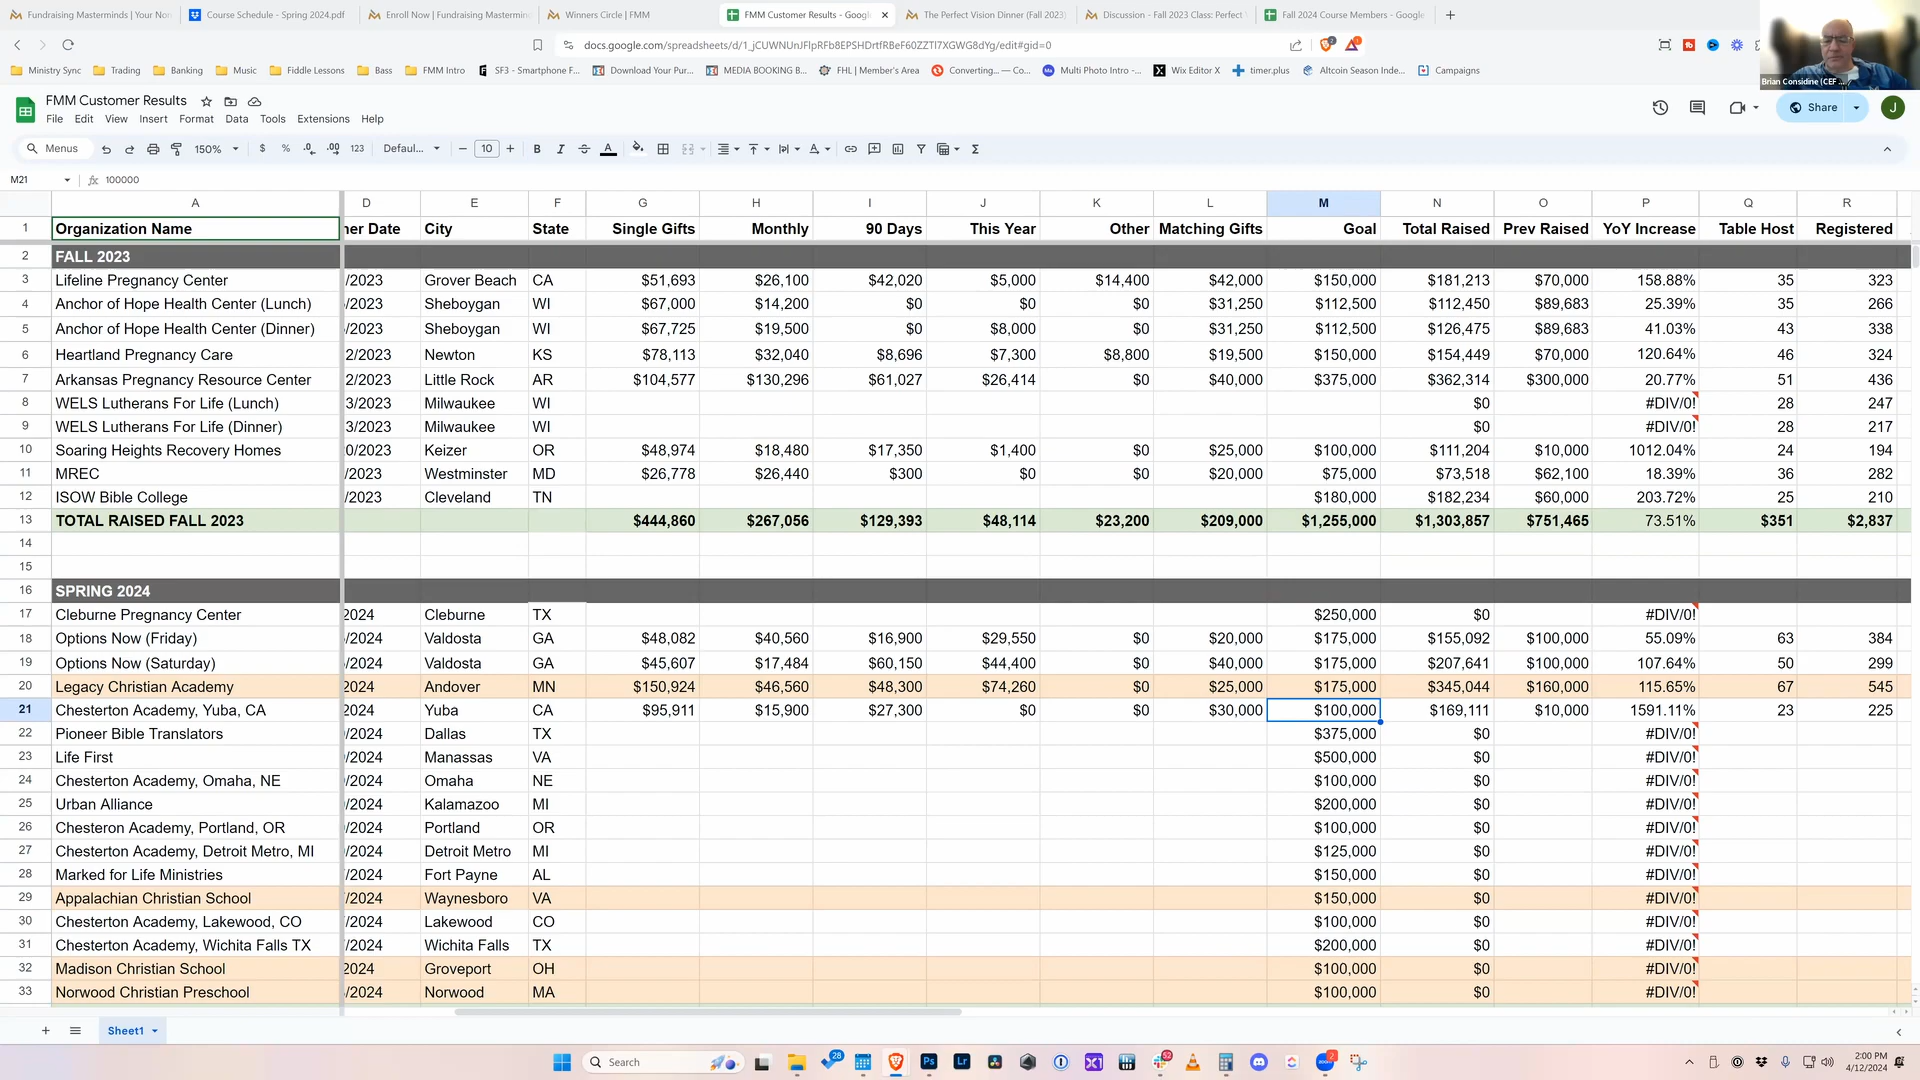 Fundraising Masterminds | Your Non Course Schedule - Spring 2024.pdf Enroll Now | Fundraising Mastermin Winners Circle | FMM FMM Customer Results - Google The Perfect Vision Dinner (Fall 2023) Discussion - Fall 2023 Class: Perfect Fall 2024 Course Members - Google
docs.google.com/spreadsheets/d/1_jCUWNUnJFlpRFb8EPSHDrtfRBeF60ZZTl7XGWG8dYg/edit#gid=0
Ministry Sync Trading Banking Music Fiddle Lessons Bass FMM Intro SF3 - Smartphone F... Download Your Pur... MEDIA BOOKING B... FHL | Member's Area Converting... — Co... Multi Photo Intro -... Wix Editor X timer.plus Altcoin Season Inde... Campaigns
Brian Considine (CEF ...
FMM Customer Results
File Edit View Insert Format Data Tools Extensions Help
Share J
Menus 150% $ % .0 .00 123 Defaul... 10 B I A
M21 fx 100000
A D E F G H I J K L M N O P Q R
1 Organization Name ner Date City State Single Gifts Monthly 90 Days This Year Other Matching Gifts Goal Total Raised Prev Raised YoY Increase Table Host Registered
2 FALL 2023
3 Lifeline Pregnancy Center /2023 Grover Beach CA $51,693 $26,100 $42,020 $5,000 $14,400 $42,000 $150,000 $181,213 $70,000 158.88% 35 323
4 Anchor of Hope Health Center (Lunch) /2023 Sheboygan WI $67,000 $14,200 $0 $0 $0 $31,250 $112,500 $112,450 $89,683 25.39% 35 266
5 Anchor of Hope Health Center (Dinner) /2023 Sheboygan WI $67,725 $19,500 $0 $8,000 $0 $31,250 $112,500 $126,475 $89,683 41.03% 43 338
6 Heartland Pregnancy Care 2/2023 Newton KS $78,113 $32,040 $8,696 $7,300 $8,800 $19,500 $150,000 $154,449 $70,000 120.64% 46 324
7 Arkansas Pregnancy Resource Center 2/2023 Little Rock AR $104,577 $130,296 $61,027 $26,414 $0 $40,000 $375,000 $362,314 $300,000 20.77% 51 436
8 WELS Lutherans For Life (Lunch) 3/2023 Milwaukee WI $0 #DIV/0! 28 247
9 WELS Lutherans For Life (Dinner) 3/2023 Milwaukee WI $0 #DIV/0! 28 217
10 Soaring Heights Recovery Homes 0/2023 Keizer OR $48,974 $18,480 $17,350 $1,400 $0 $25,000 $100,000 $111,204 $10,000 1012.04% 24 194
11 MREC /2023 Westminster MD $26,778 $26,440 $300 $0 $0 $20,000 $75,000 $73,518 $62,100 18.39% 36 282
12 ISOW Bible College /2023 Cleveland TN $180,000 $182,234 $60,000 203.72% 25 210
13 TOTAL RAISED FALL 2023 $444,860 $267,056 $129,393 $48,114 $23,200 $209,000 $1,255,000 $1,303,857 $751,465 73.51% $351 $2,837
14
15
16 SPRING 2024
17 Cleburne Pregnancy Center 2024 Cleburne TX $250,000 $0 #DIV/0!
18 Options Now (Friday) /2024 Valdosta GA $48,082 $40,560 $16,900 $29,550 $0 $20,000 $175,000 $155,092 $100,000 55.09% 63 384
19 Options Now (Saturday) /2024 Valdosta GA $45,607 $17,484 $60,150 $44,400 $0 $40,000 $175,000 $207,641 $100,000 107.64% 50 299
20 Legacy Christian Academy 2024 Andover MN $150,924 $46,560 $48,300 $74,260 $0 $25,000 $175,000 $345,044 $160,000 115.65% 67 545
21 Chesterton Academy, Yuba, CA 2024 Yuba CA $95,911 $15,900 $27,300 $0 $0 $30,000 $100,000 $169,111 $10,000 1591.11% 23 225
22 Pioneer Bible Translators /2024 Dallas TX $375,000 $0 #DIV/0!
23 Life First /2024 Manassas VA $500,000 $0 #DIV/0!
24 Chesterton Academy, Omaha, NE /2024 Omaha NE $100,000 $0 #DIV/0!
25 Urban Alliance /2024 Kalamazoo MI $200,000 $0 #DIV/0!
26 Chesteron Academy, Portland, OR /2024 Portland OR $100,000 $0 #DIV/0!
27 Chesterton Academy, Detroit Metro, MI /2024 Detroit Metro MI $125,000 $0 #DIV/0!
28 Marked for Life Ministries /2024 Fort Payne AL $150,000 $0 #DIV/0!
29 Appalachian Christian School /2024 Waynesboro VA $150,000 $0 #DIV/0!
30 Chesterton Academy, Lakewood, CO /2024 Lakewood CO $100,000 $0 #DIV/0!
31 Chesterton Academy, Wichita Falls TX /2024 Wichita Falls TX $200,000 $0 #DIV/0!
32 Madison Christian School 2024 Groveport OH $100,000 $0 #DIV/0!
33 Norwood Christian Preschool /2024 Norwood MA $100,000 $0 #DIV/0!
Sheet1
Search 28 Ps Lr 52 2 2:00 PM
4/12/2024